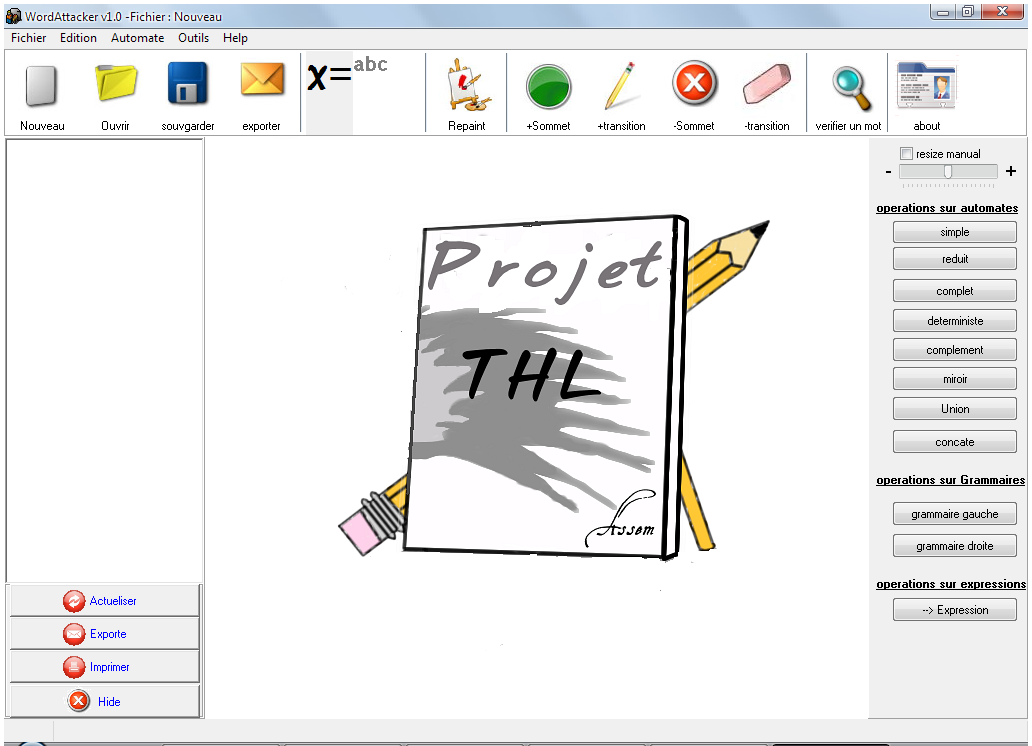 WordAttacker v1.0 -Fichier : Nouveau
Fichier Edition Automate Outils Help
x=abc
Nouveau Ouvrir souvgarder exporter Repaint +Sommet +transition -Sommet -transition verifier un mot about
resize manual
- +
operations sur automates
simple
reduit
complet
deterministe
complement
miroir
Union
concate
operations sur Grammaires
grammaire gauche
grammaire droite
operations sur expressions
--> Expression
Projet
THL
Assem
Actueliser
Exporte
Imprimer
Hide